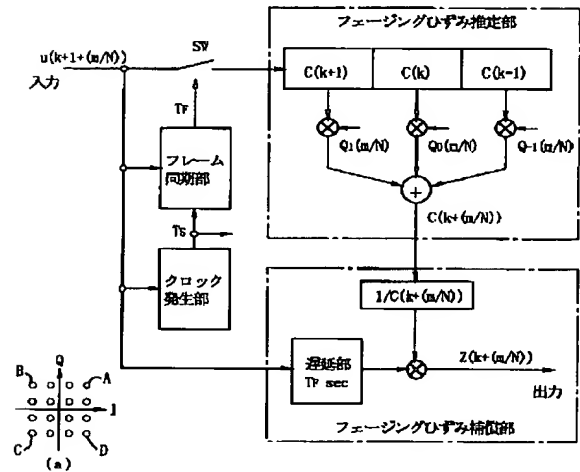 フェージングひずみ推定部
u(k+1+(m/N))
SW
入力
C(k+1)
C(k)
C(k-1)
TF
Q1(m/N)
Q0(m/N)
Q-1(m/N)
フレーム
同期部
+
C(k+(m/N))
TS
クロック
発生部
1/C(k+(m/N))
遅延部
TF sec
Z(k+(m/N))
出力
フェージングひずみ補償部
Q
B
A
I
C
D
(a)